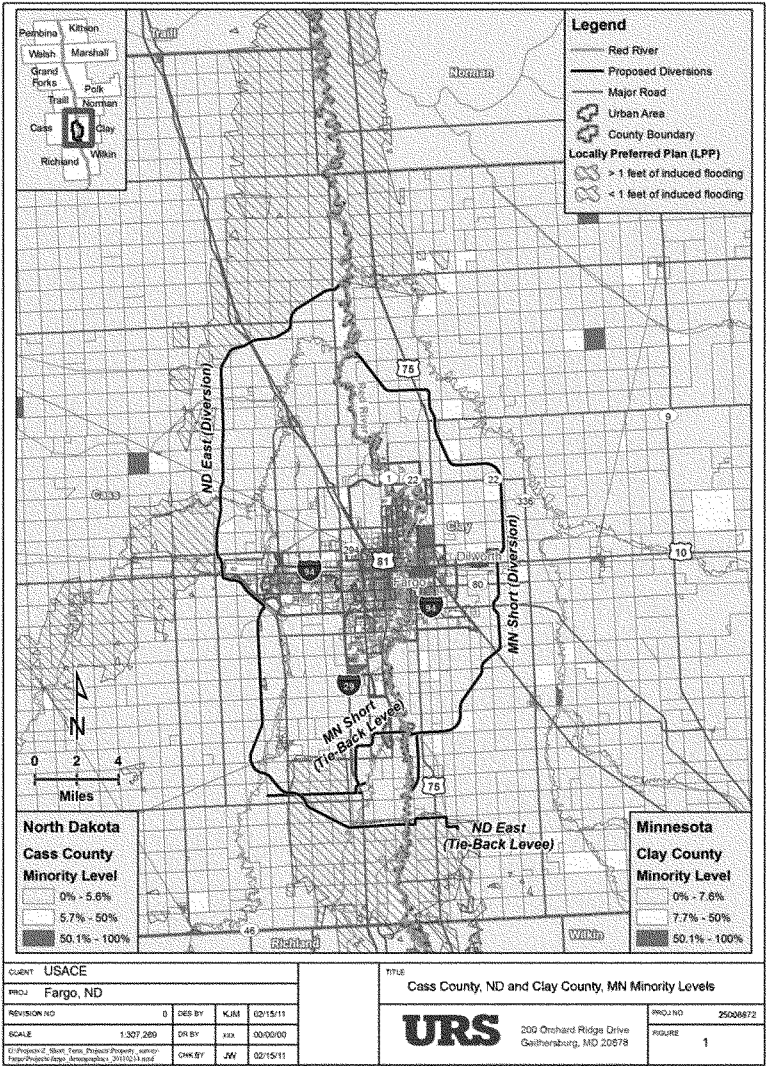 Pembina
Kittson
Walsh
Marshall
Grand
Forks
Polk
Traill
Norman
Cass
Clay
Wilkin
Richland
Traill
Norman
Legend
Red River
Proposed Diversions
Major Road
Urban Area
County Boundary
Locally Preferred Plan (LPP)
> 1 feet of induced flooding
< 1 feet of induced flooding
75
ND East (Diversion)
Red River
9
1
22
22
336
Cass
Clay
294
81
Dilworth
10
94
Fargo
80
94
MN Short (Diversion)
29
MN Short
(Tie-Back Levee)
N
0 2 4
Miles
75
ND East
(Tie-Back Levee)
North Dakota
Cass County
Minority Level
0% - 5.6%
5.7% - 50%
50.1% - 100%
46
Richland
Wilkin
Minnesota
Clay County
Minority Level
0% - 7.6%
7.7% - 50%
50.1% - 100%
CLIENT USACE
PROJ Fargo, ND
REVISION NO 0 DES BY KJM 02/15/11
SCALE 1:307,269 DR BY xxx 00/00/00
CHK BY JW 02/15/11
TITLE
Cass County, ND and Clay County, MN Minority Levels
URS
200 Orchard Ridge Drive
Gaithersburg, MD 20878
PROJ NO 25008872
FIGURE
1